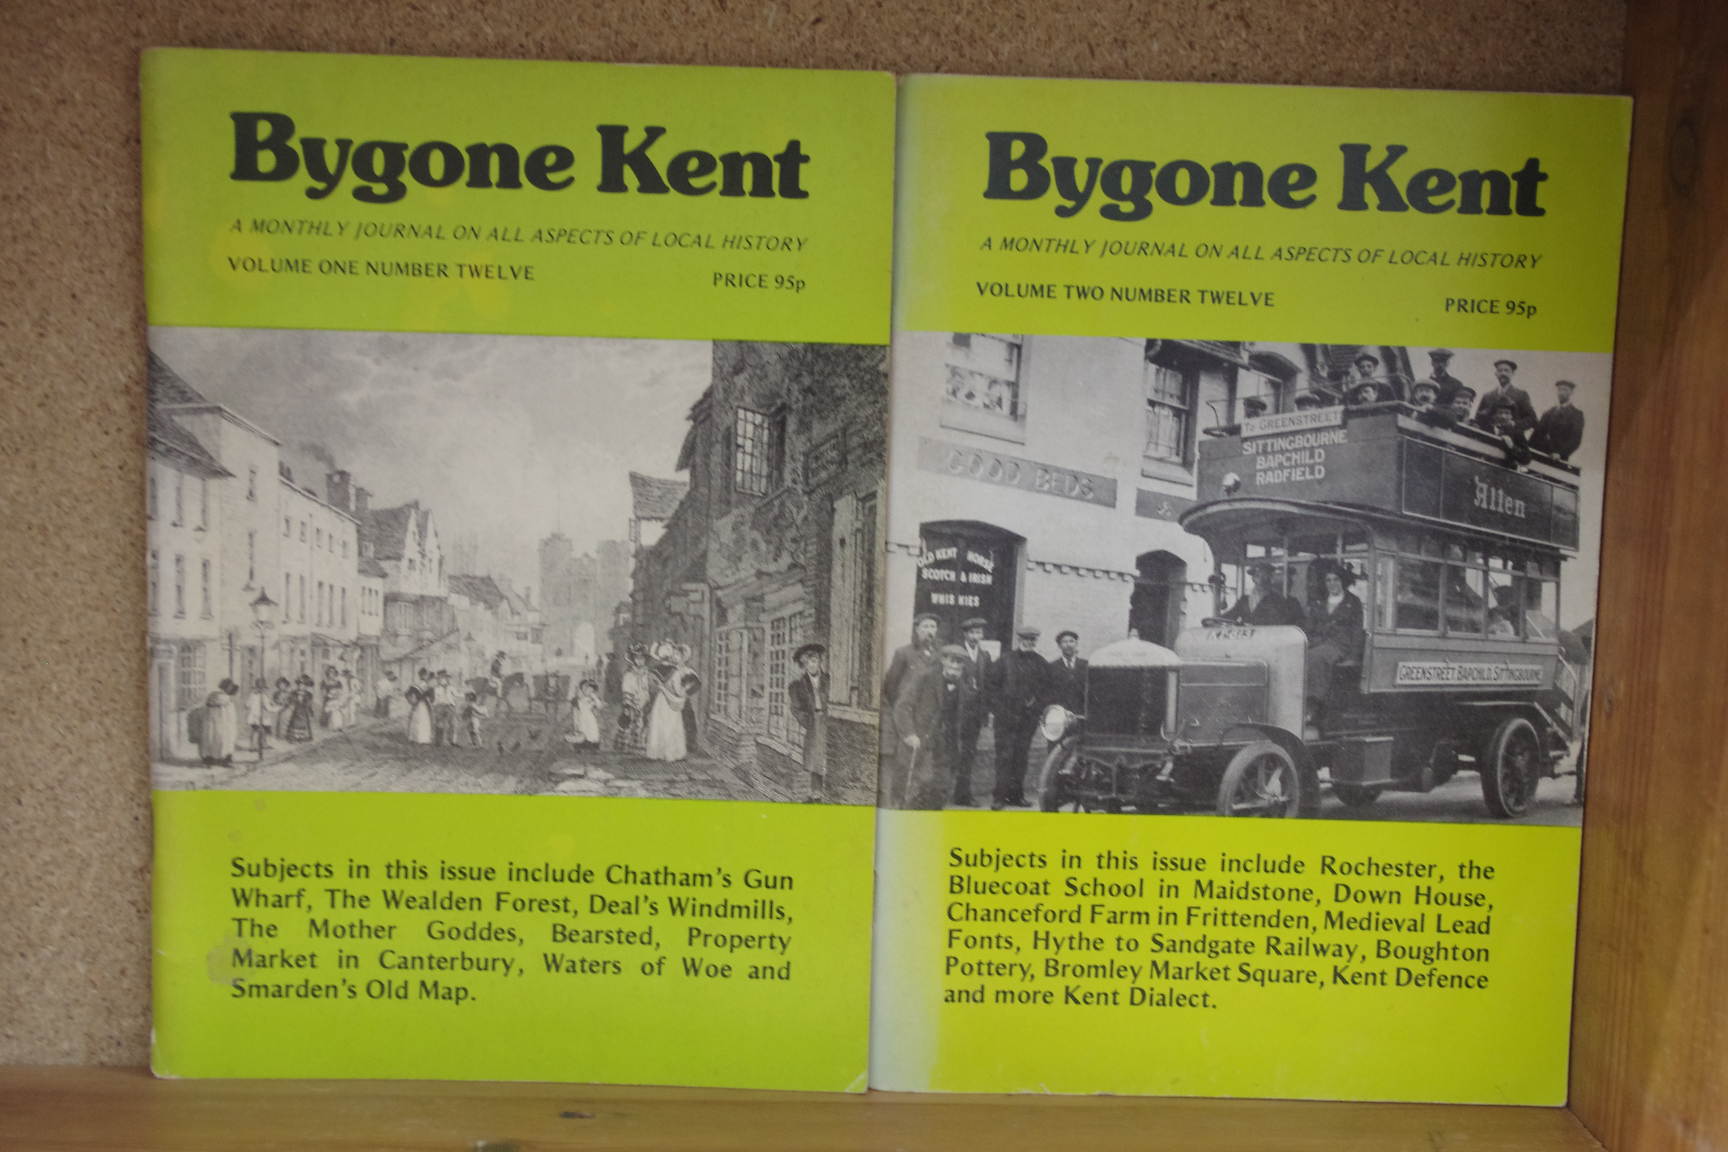 Bygone Kent
A MONTHLY JOURNAL ON ALL ASPECTS OF LOCAL HISTORY
VOLUME ONE NUMBER TWELVE
PRICE 95p
Subjects in this issue include Chatham's Gun
Wharf, The Wealden Forest, Deal's Windmills,
The Mother Goddes, Bearsted, Property
Market in Canterbury, Waters of Woe and
Smarden's Old Map.
Bygone Kent
A MONTHLY JOURNAL ON ALL ASPECTS OF LOCAL HISTORY
VOLUME TWO NUMBER TWELVE
PRICE 95p
To GREENSTREET
SITTINGBOURNE
BAPCHILD
RADFIELD
Allen
GOOD BEDS
OLD KENT HORSE
SCOTCH & IRISH
WHISKIES
GREENSTREET, BAPCHILD, SITTINGBOURNE
Subjects in this issue include Rochester, the
Bluecoat School in Maidstone, Down House,
Chanceford Farm in Frittenden, Medieval Lead
Fonts, Hythe to Sandgate Railway, Boughton
Pottery, Bromley Market Square, Kent Defence
and more Kent Dialect.